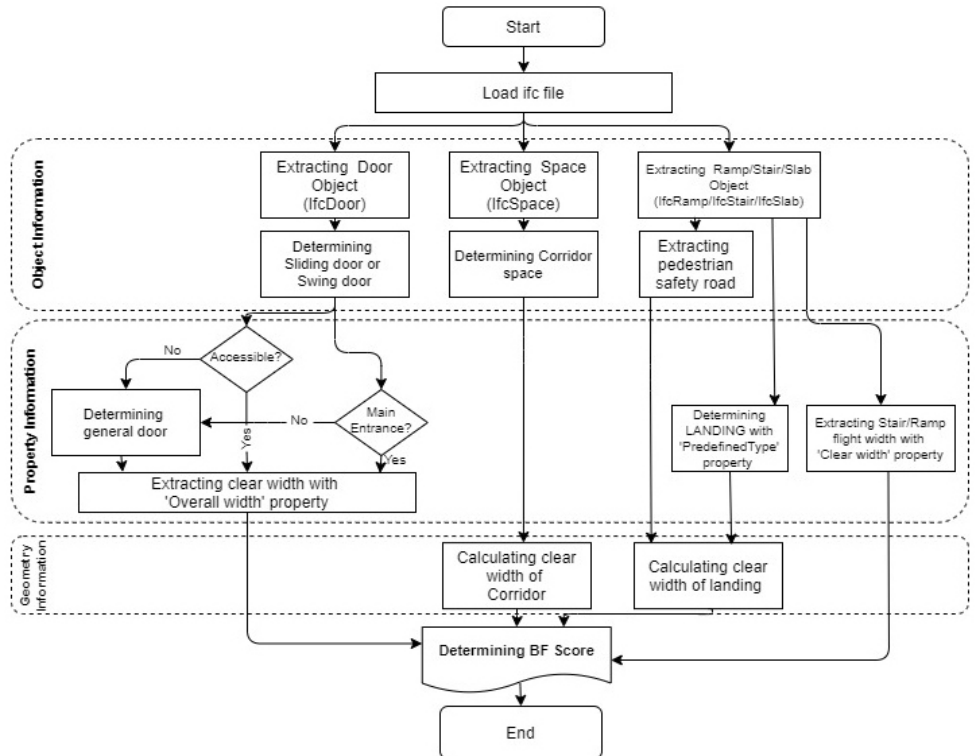 Start
Load ifc file
Object Information
Extracting Door
Object
(IfcDoor)
Extracting Space
Object
(IfcSpace)
Extracting Ramp/Stair/Slab
Object
(IfcRamp/IfcStair/IfcSlab)
Determining
Sliding door or
Swing door
Determining Corridor
space
Extracting
pedestrian
safety road
Property Information
No
Accessible?
Determining
general door
No
Main
Entrance?
Yes
Yes
Determining
LANDING with
'PredefinedType'
property
Extracting Stair/Ramp
flight width with
'Clear width' property
Extracting clear width with
'Overall width' property
Geometry
Information
Calculating clear
width of
Corridor
Calculating clear
width of landing
Determining BF Score
End